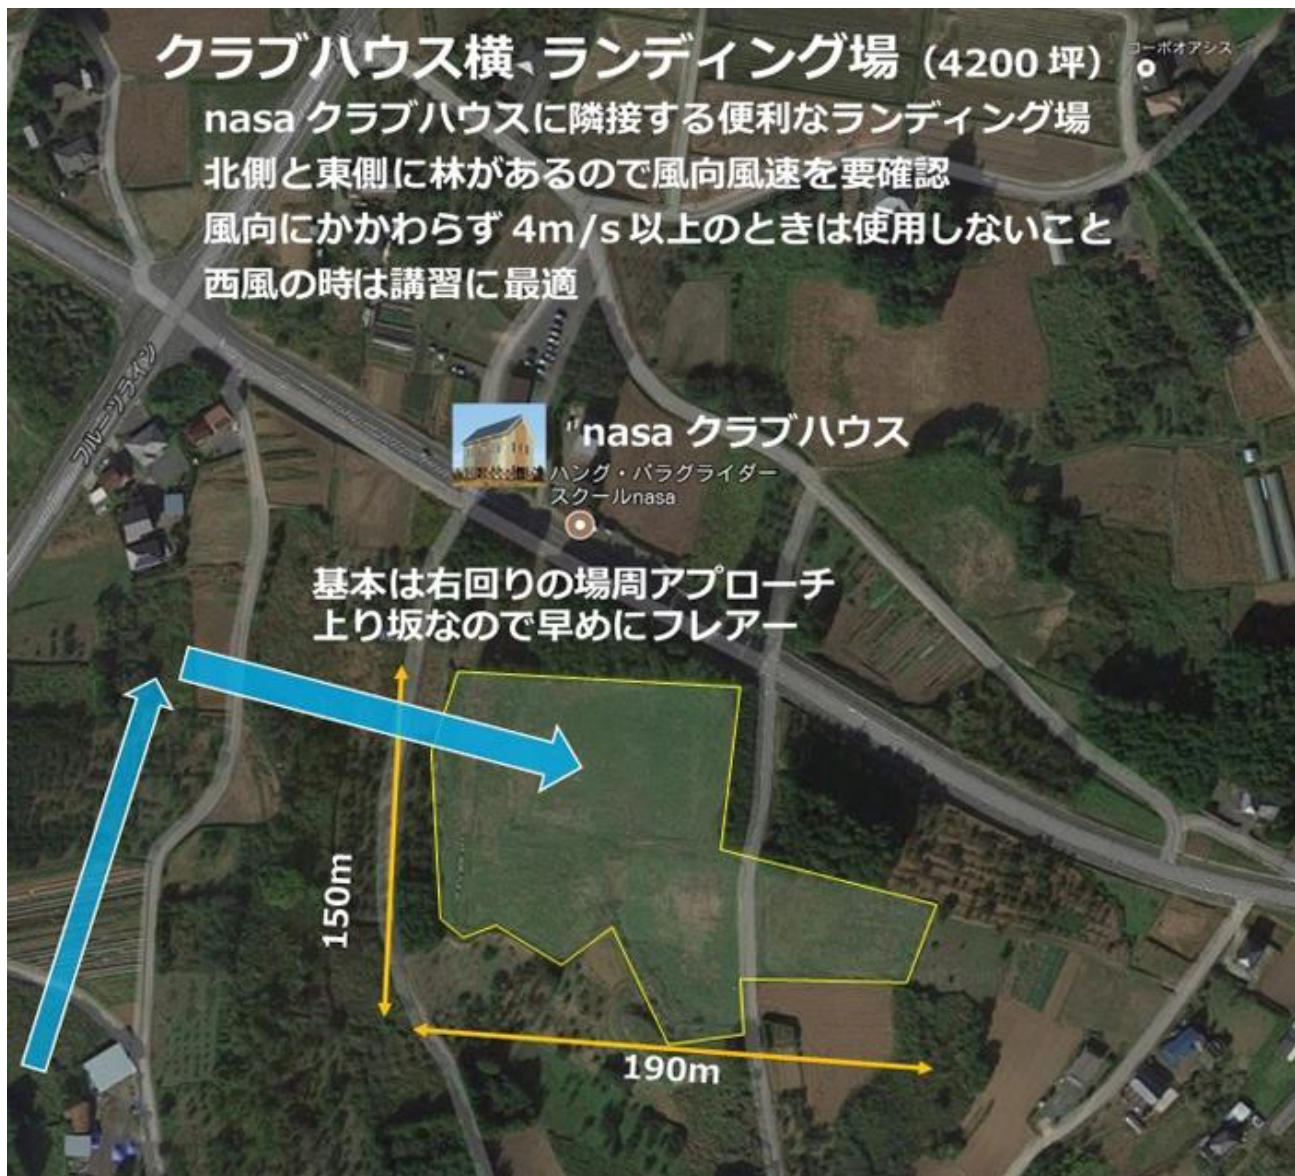 クラブハウス横 ランディング場（4200 坪）。
コーポオアシス
nasa クラブハウスに隣接する便利なランディング場
北側と東側に林があるので風向風速を要確認
風向にかかわらず 4m/s 以上のときは使用しないこと
西風の時は講習に最適
フルーツライン
"nasa クラブハウス
ハング・パラグライダー
スクールnasa
基本は右回りの場周アプローチ
上り坂なので早めにフレアー
150m
190m